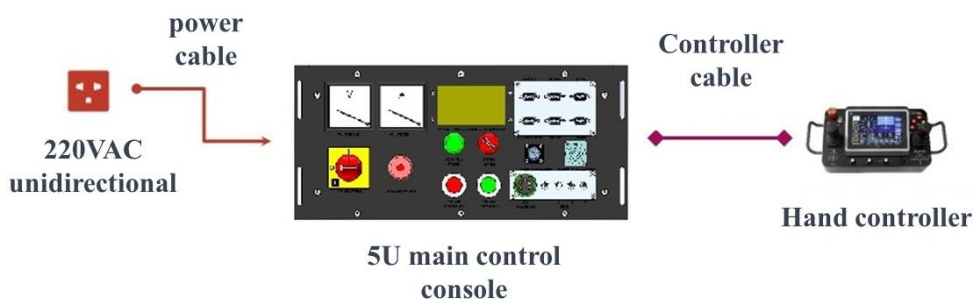 power
cable
Controller
cable
220VAC
unidirectional
Hand controller
5U main control
console